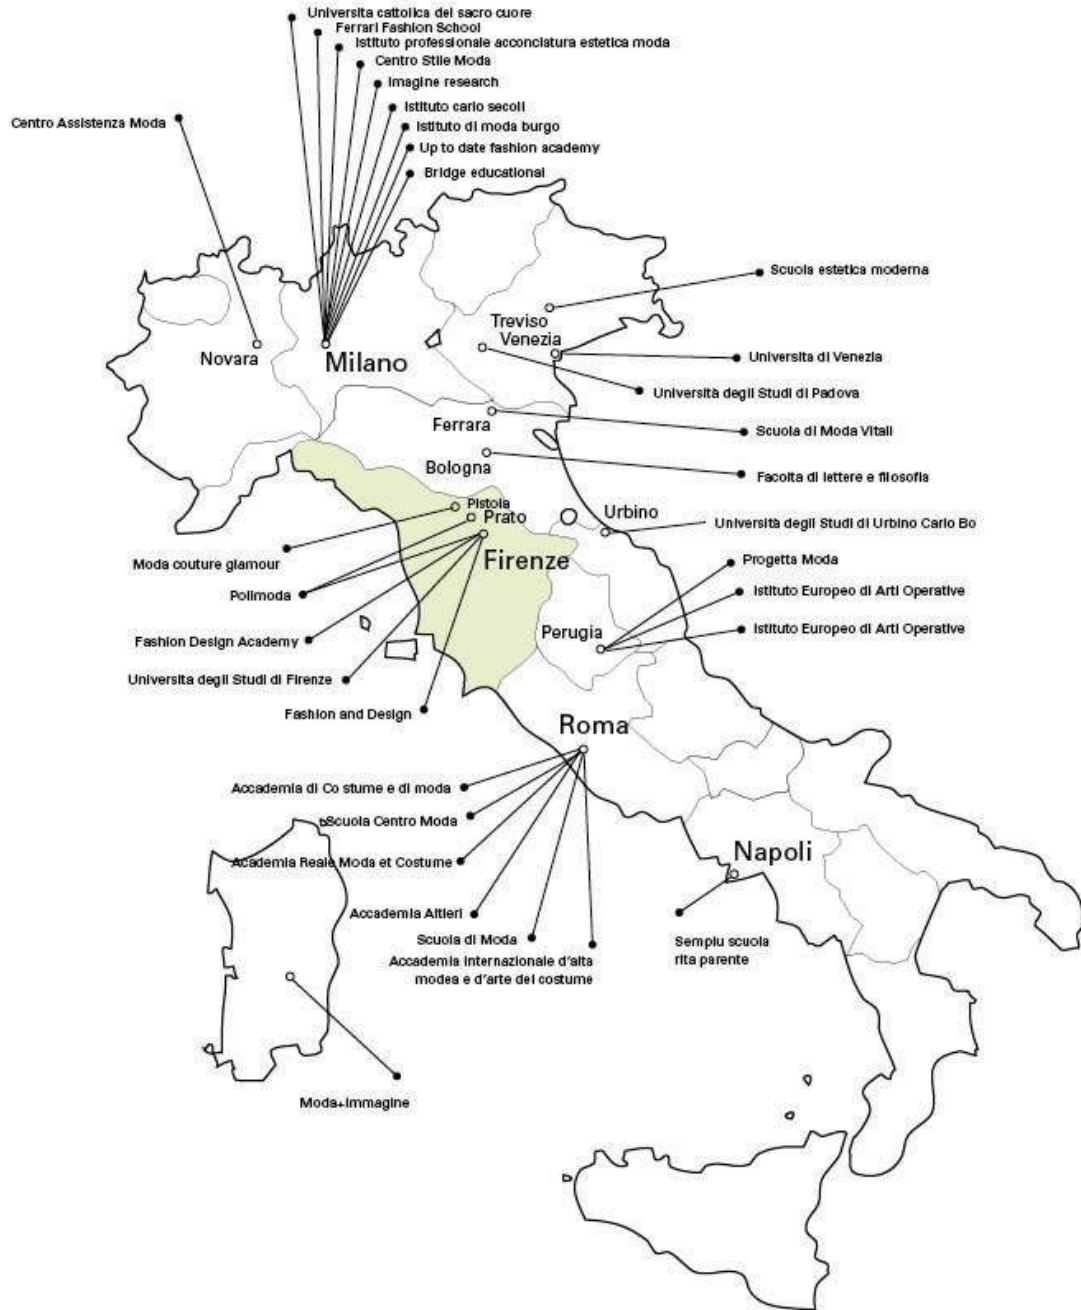 Universita cattolica del sacro cuore
Ferrari Fashion School
Istituto professionale acconciatura estetica moda
Centro Stile Moda
Imagine research
Istituto carlo secoli
Istituto di moda burgo
Up to date fashion academy
Bridge educational
Centro Assistenza Moda
Scuola estetica moderna
Treviso
Venezia
Novara
Milano
Universita di Venezia
Università degli Studi di Padova
Ferrara
Scuola di Moda Vitali
Bologna
Facolta di lettere e filosofia
Pistoia
Prato
Urbino
Università degli Studi di Urbino Carlo Bo
Firenze
Moda couture glamour
Progetta Moda
Polimoda
Istituto Europeo di Arti Operative
Perugia
Istituto Europeo di Arti Operative
Fashion Design Academy
Universita degli Studi di Firenze
Fashion and Design
Roma
Accademia di Co stume e di moda
Scuola Centro Moda
Academia Reale Moda et Costume
Napoli
Accademia Altieri
Scuola di Moda
Accademia internazionale d'alta
modea e d'arte del costume
Semplu scuola
rita parente
Moda+immagine